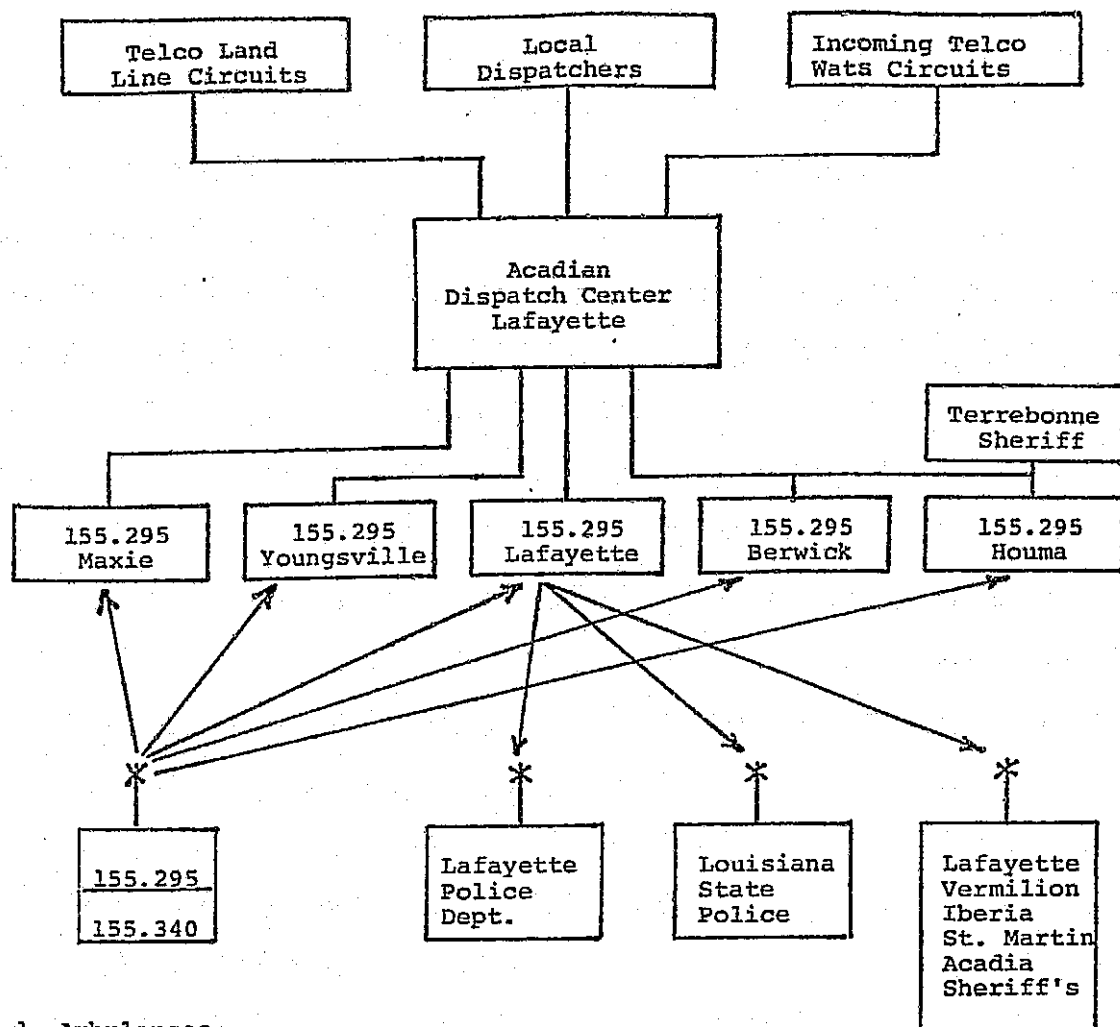 Telco Land
Line Circuits
Local
Dispatchers
Incoming Telco
Wats Circuits
Acadian
Dispatch Center
Lafayette
Terrebonne
Sheriff
155.295
Maxie
155.295
Youngsville
155.295
Lafayette
155.295
Berwick
155.295
Houma
155.295
155.340
Lafayette
Police
Dept.
Louisiana
State
Police
Lafayette
Vermilion
Iberia
St. Martin
Acadia
Sheriff's